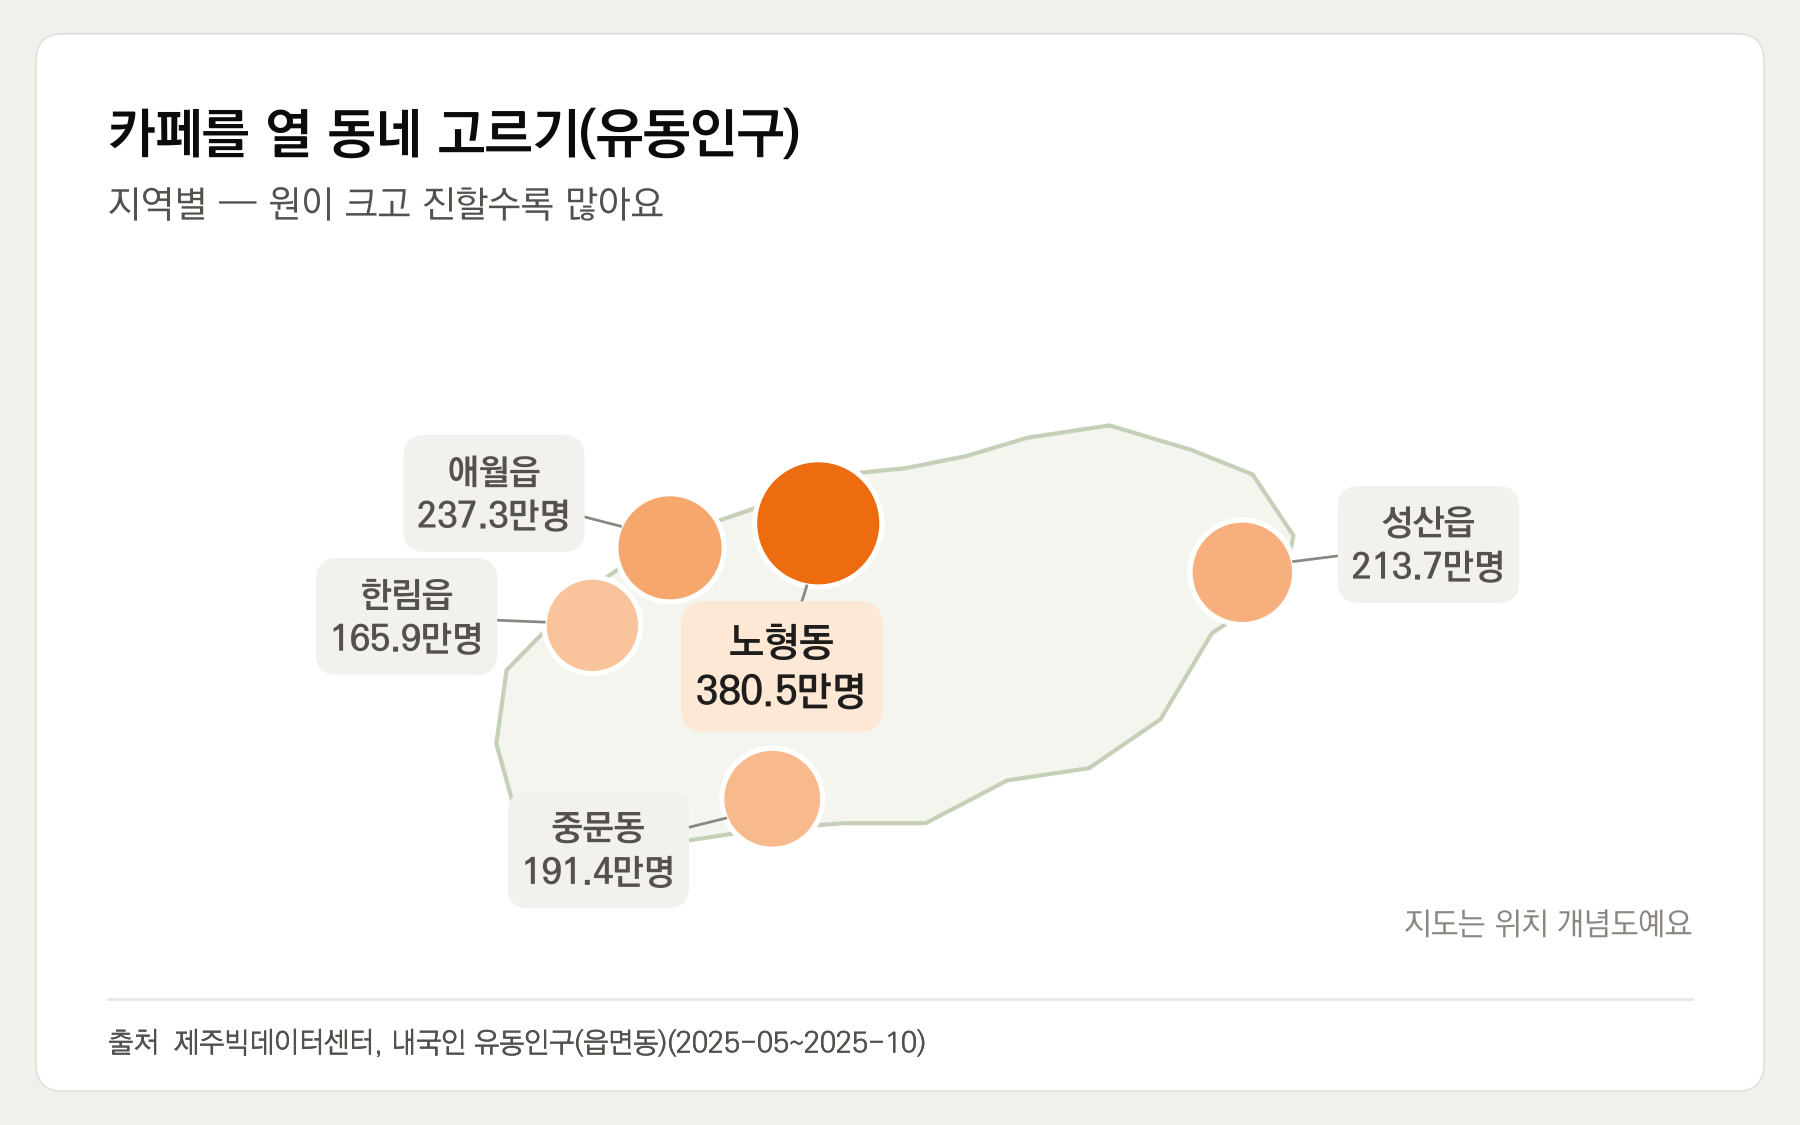 카페를 열 동네 고르기(유동인구)
지역별 — 원이 크고 진할수록 많아요
애월읍
237.3만명
성산읍
213.7만명
한림읍
165.9만명
노형동
380.5만명
중문동
191.4만명
지도는 위치 개념도예요
출처 제주빅데이터센터, 내국인 유동인구(읍면동)(2025-05~2025-10)